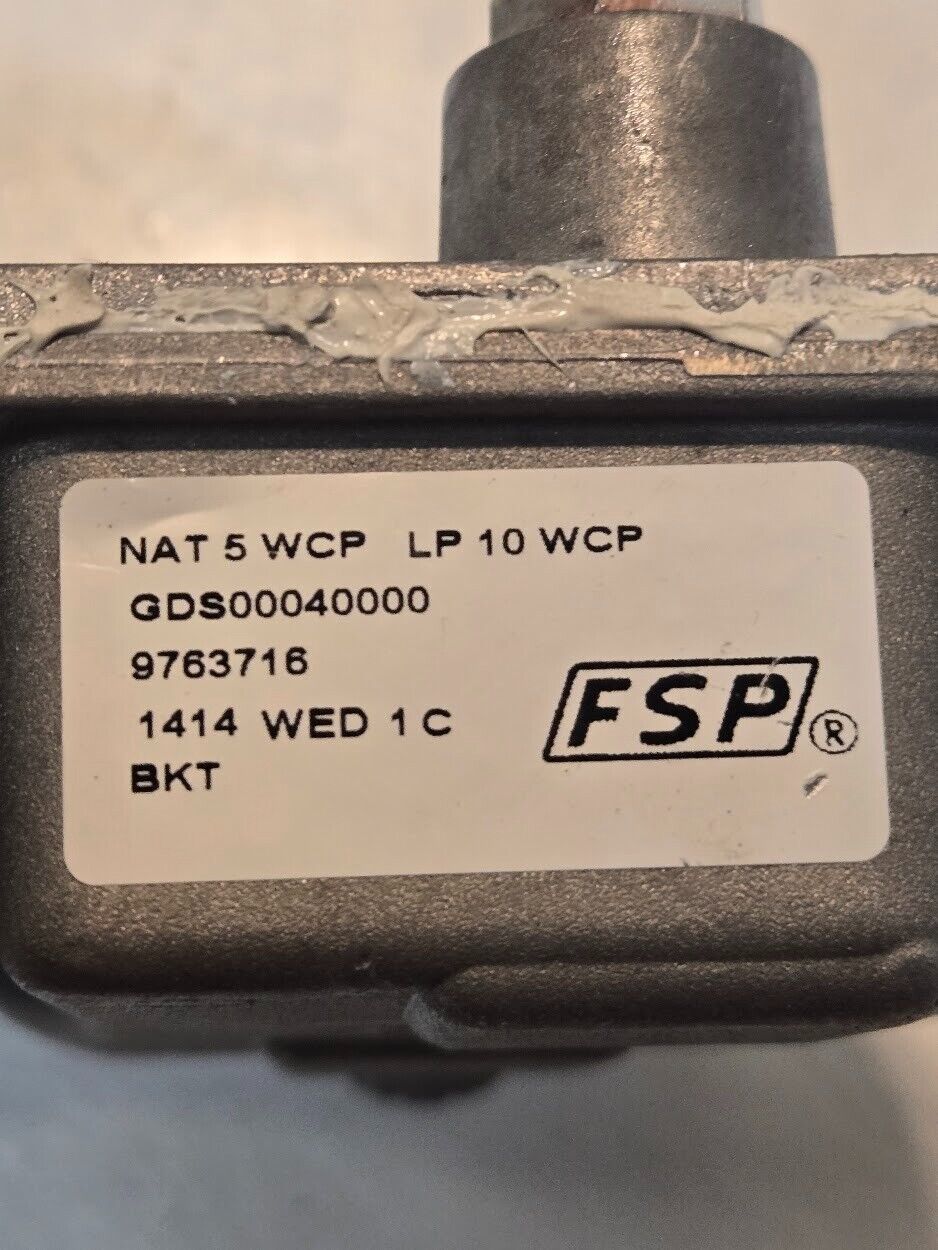 NAT 5 WCP LP 10 WCP
GDS00040000
9763716
1414 WED 1 C
BKT
FSP®